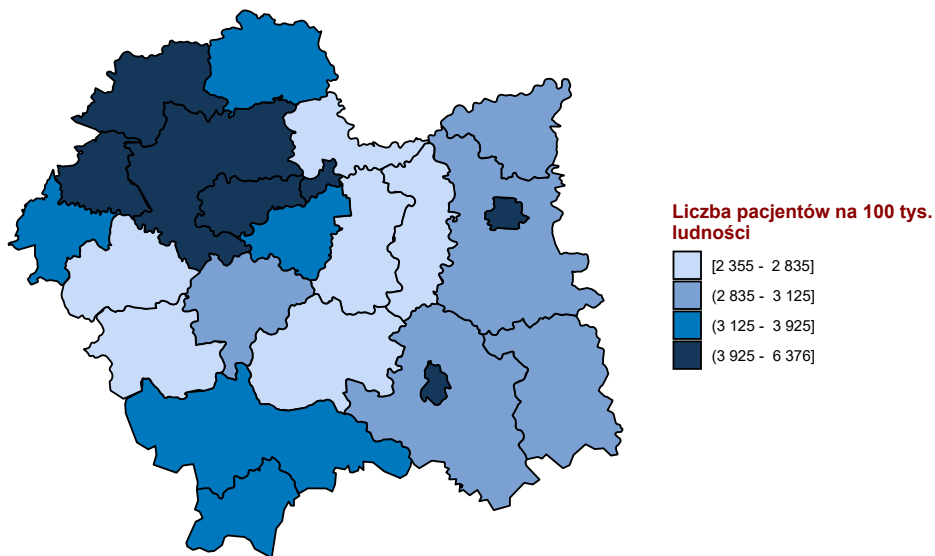 Liczba pacjentów na 100 tys.
ludności
[2 355 - 2 835]
(2 835 - 3 125]
(3 125 - 3 925]
(3 925 - 6 376]